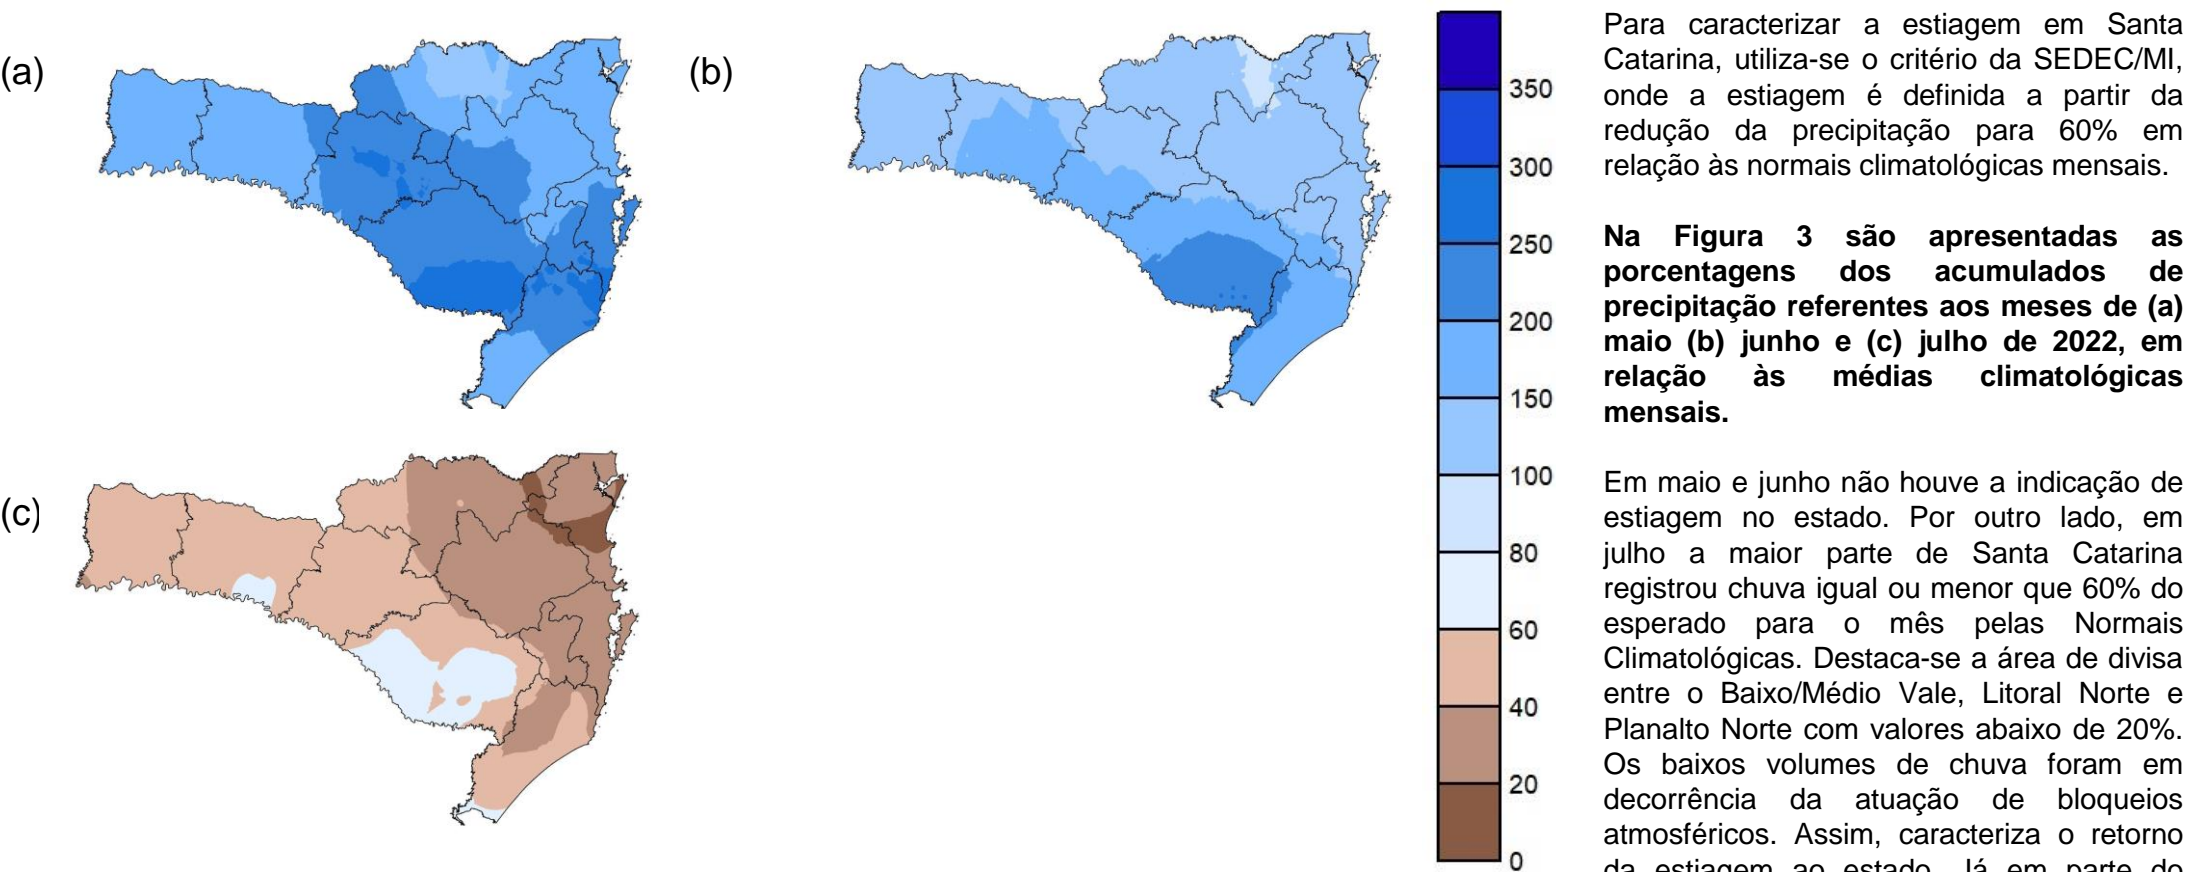 (a)
(b)
(c)
350
300
250
200
150
100
80
60
40
20
0
Para caracterizar a estiagem em Santa
Catarina, utiliza-se o critério da SEDEC/MI,
onde a estiagem é definida a partir da
redução da precipitação para 60% em
relação às normais climatológicas mensais.
Na Figura 3 são apresentadas as
porcentagens dos acumulados de
precipitação referentes aos meses de (a)
maio (b) junho e (c) julho de 2022, em
relação às médias climatológicas
mensais.
Em maio e junho não houve a indicação de
estiagem no estado. Por outro lado, em
julho a maior parte de Santa Catarina
registrou chuva igual ou menor que 60% do
esperado para o mês pelas Normais
Climatológicas. Destaca-se a área de divisa
entre o Baixo/Médio Vale, Litoral Norte e
Planalto Norte com valores abaixo de 20%.
Os baixos volumes de chuva foram em
decorrência da atuação de bloqueios
atmosféricos. Assim, caracteriza o retorno
da estiagem ao estado. Já em parte do